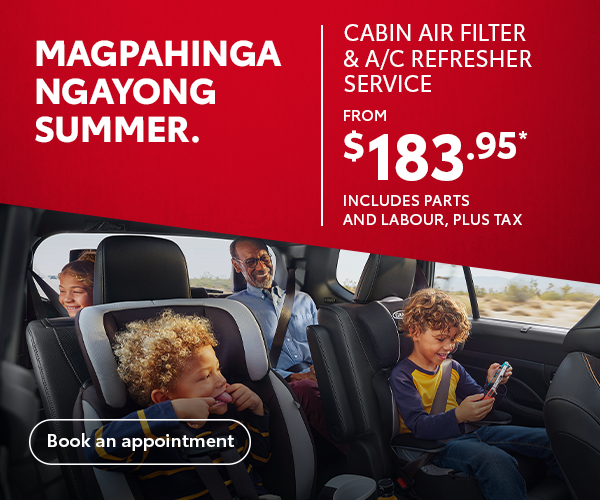 MAGPAHINGA
NGAYONG
SUMMER.
CABIN AIR FILTER
& A/C REFRESHER
SERVICE
FROM
$183.95*
INCLUDES PARTS
AND LABOUR, PLUS TAX
Book an appointment